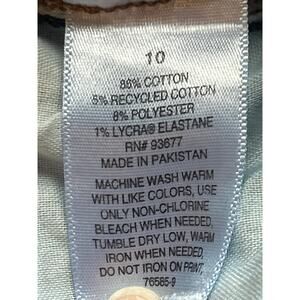 10
86% COTTON
5% RECYCLED COTTON
8% POLYESTER
1% LYCRA® ELASTANE
RN# 93677
MADE IN PAKISTAN
MACHINE WASH WARM
WITH LIKE COLORS, USE
ONLY NON-CHLORINE
BLEACH WHEN NEEDED,
TUMBLE DRY LOW, WARM
IRON WHEN NEEDED,
DO NOT IRON ON PRINT,
76585-9